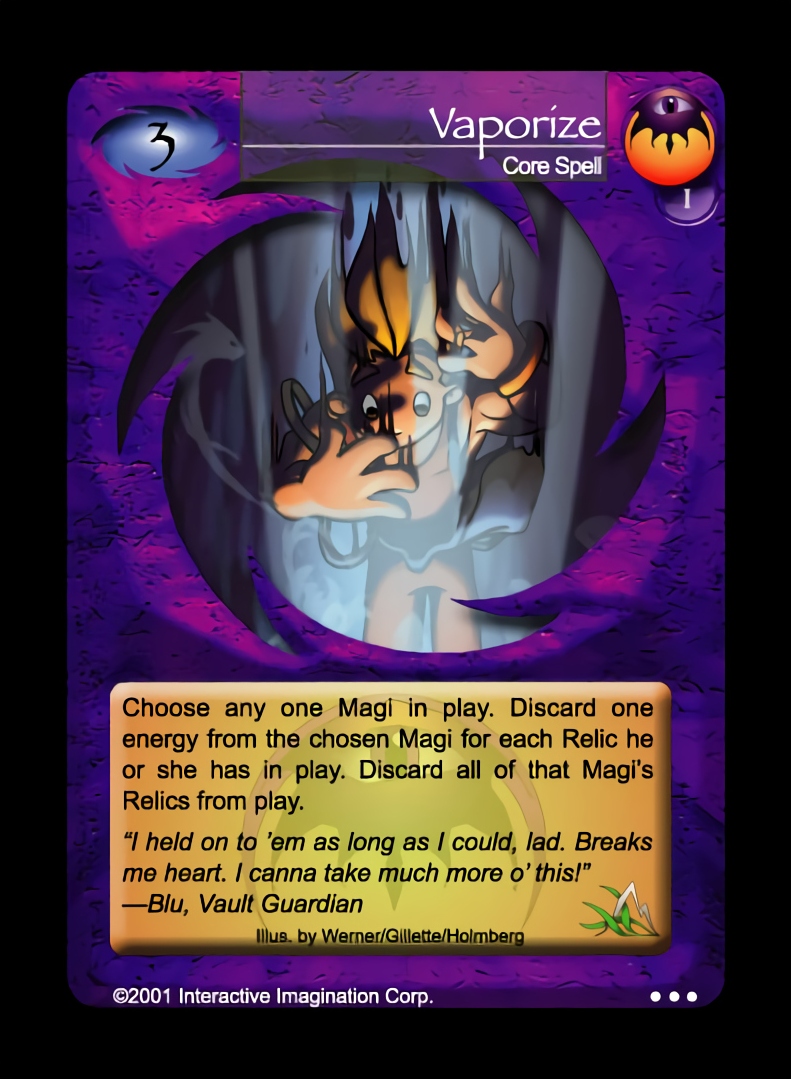 3
Vaporize
Core Spell
I
Choose any one Magi in play. Discard one
energy from the chosen Magi for each Relic he
or she has in play. Discard all of that Magi's
Relics from play.
“I held on to ’em as long as I could, lad. Breaks
me heart. I canna take much more o’ this!”
—Blu, Vault Guardian
Illus. by Werner/Gillette/Holmberg
©2001 Interactive Imagination Corp.